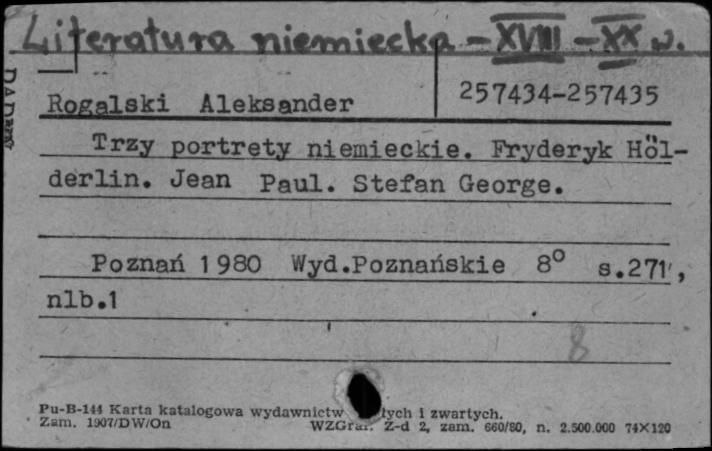 Literatura niemiecka - XVIII - XX w.
Rogalski Aleksander
257434-257435
Trzy portrety niemieckie. Fryderyk Höl-
derlin. Jean Paul. Stefan George.
Poznań 1980 Wyd.Poznańskie 8° s.271,
nlb.1
8
Pu-B-144 Karta katalogowa wydawnictw i zwartych.
Zam. 1907/DW/On
Z-d 2, zam. 660/80, n. 2.500.000 74X120